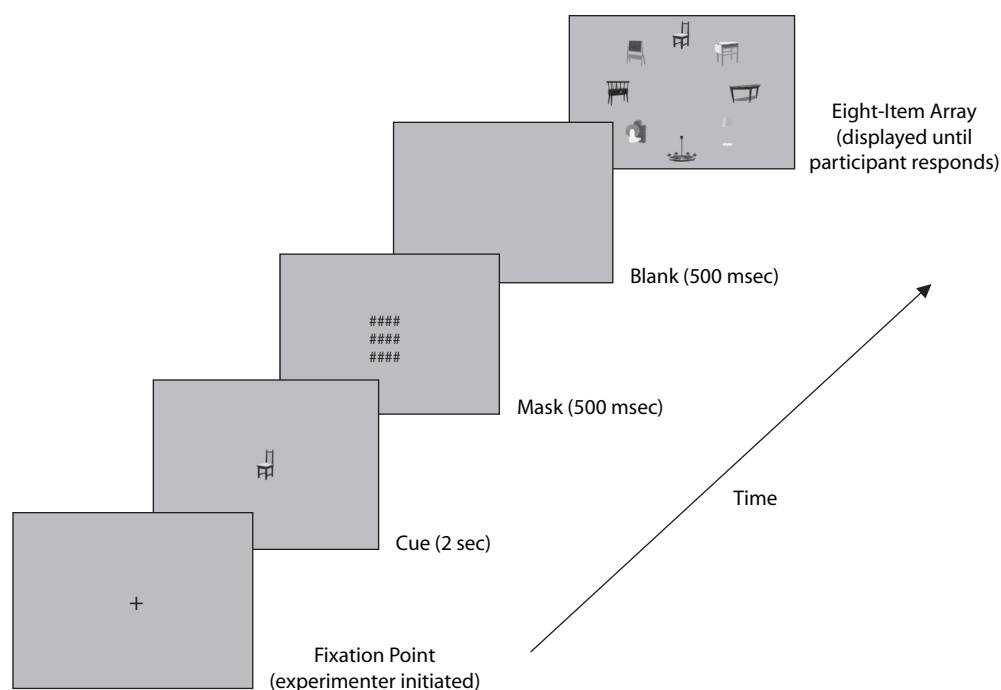 Eight-Item Array
(displayed until
participant responds)
Blank (500 msec)
####
####
####
Mask (500 msec)
Time
Cue (2 sec)
+
Fixation Point
(experimenter initiated)